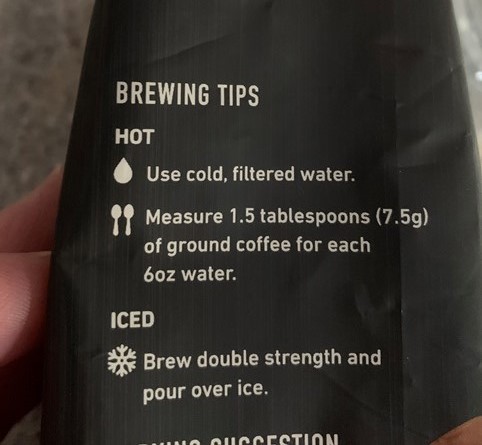 BREWING TIPS
HOT
Use cold, filtered water.
Measure 1.5 tablespoons (7.5g)
of ground coffee for each
6oz water.
ICED
Brew double strength and
pour over ice.
SUGGESTION